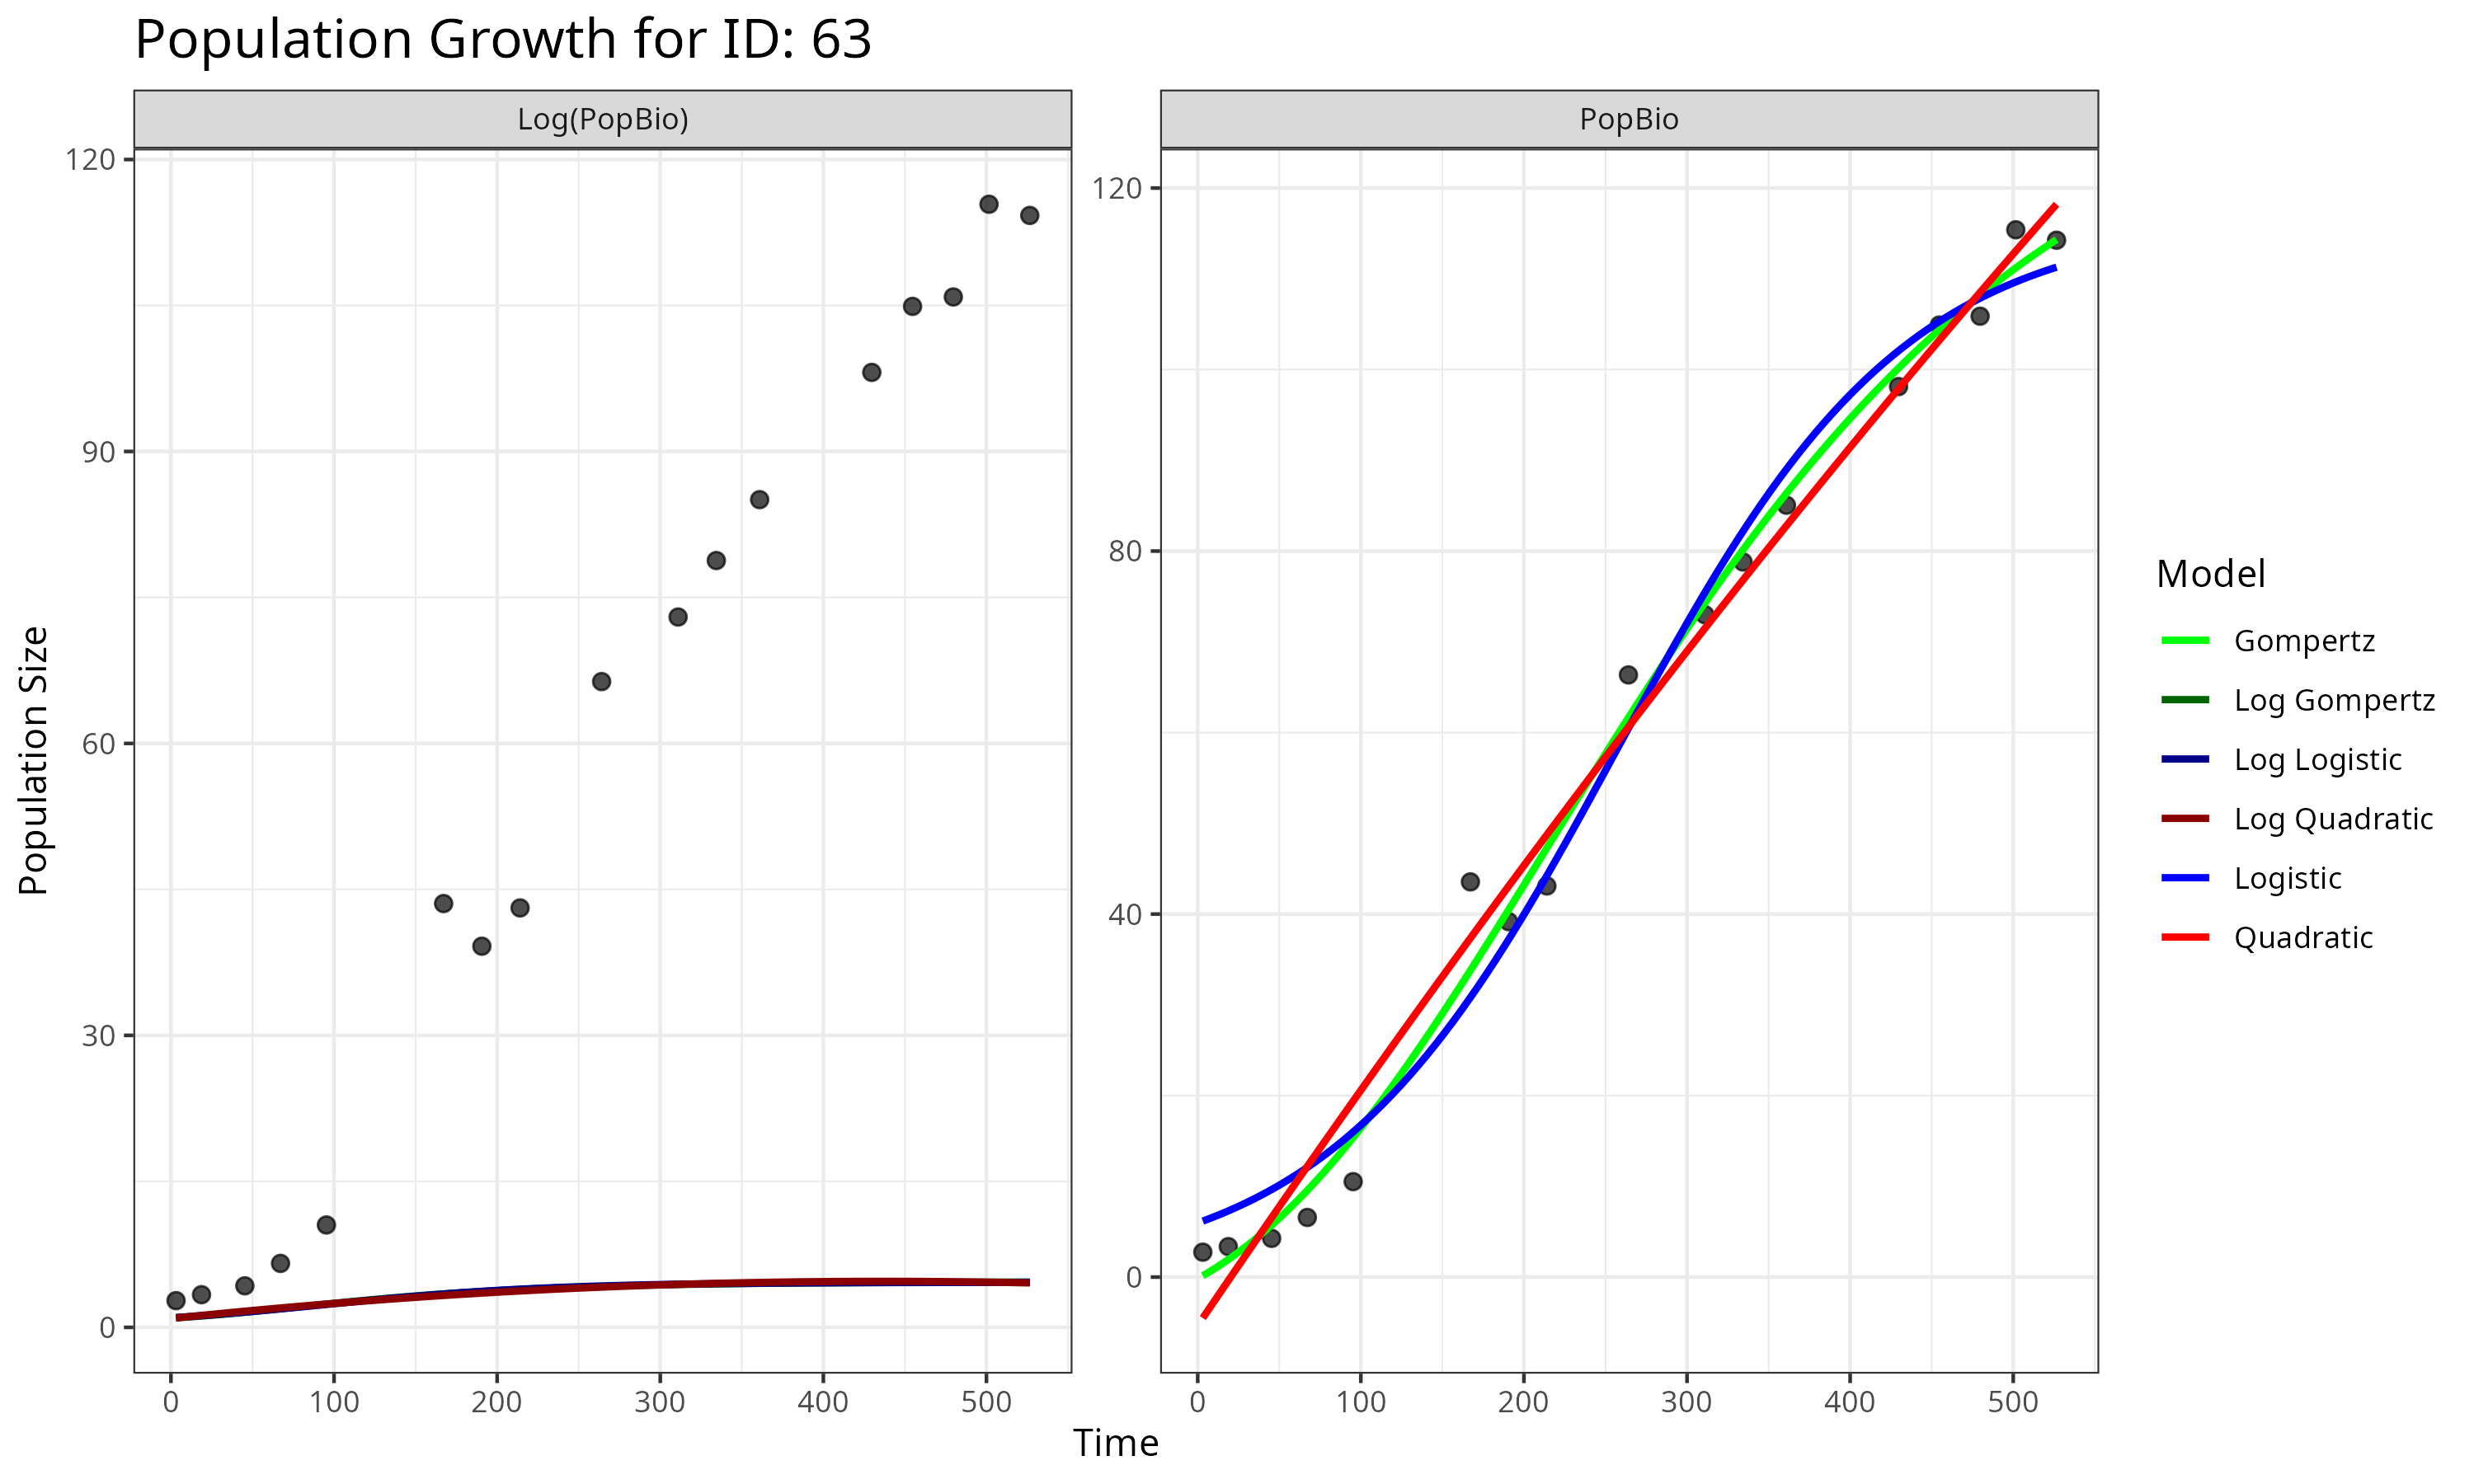 Population Growth for ID: 63
Log(PopBio)
PopBio
Population Size
120
90
60
30
0
0 100 200 300 400 500
120
80
40
0
0 100 200 300 400 500
Time
Model
Gompertz
Log Gompertz
Log Logistic
Log Quadratic
Logistic
Quadratic